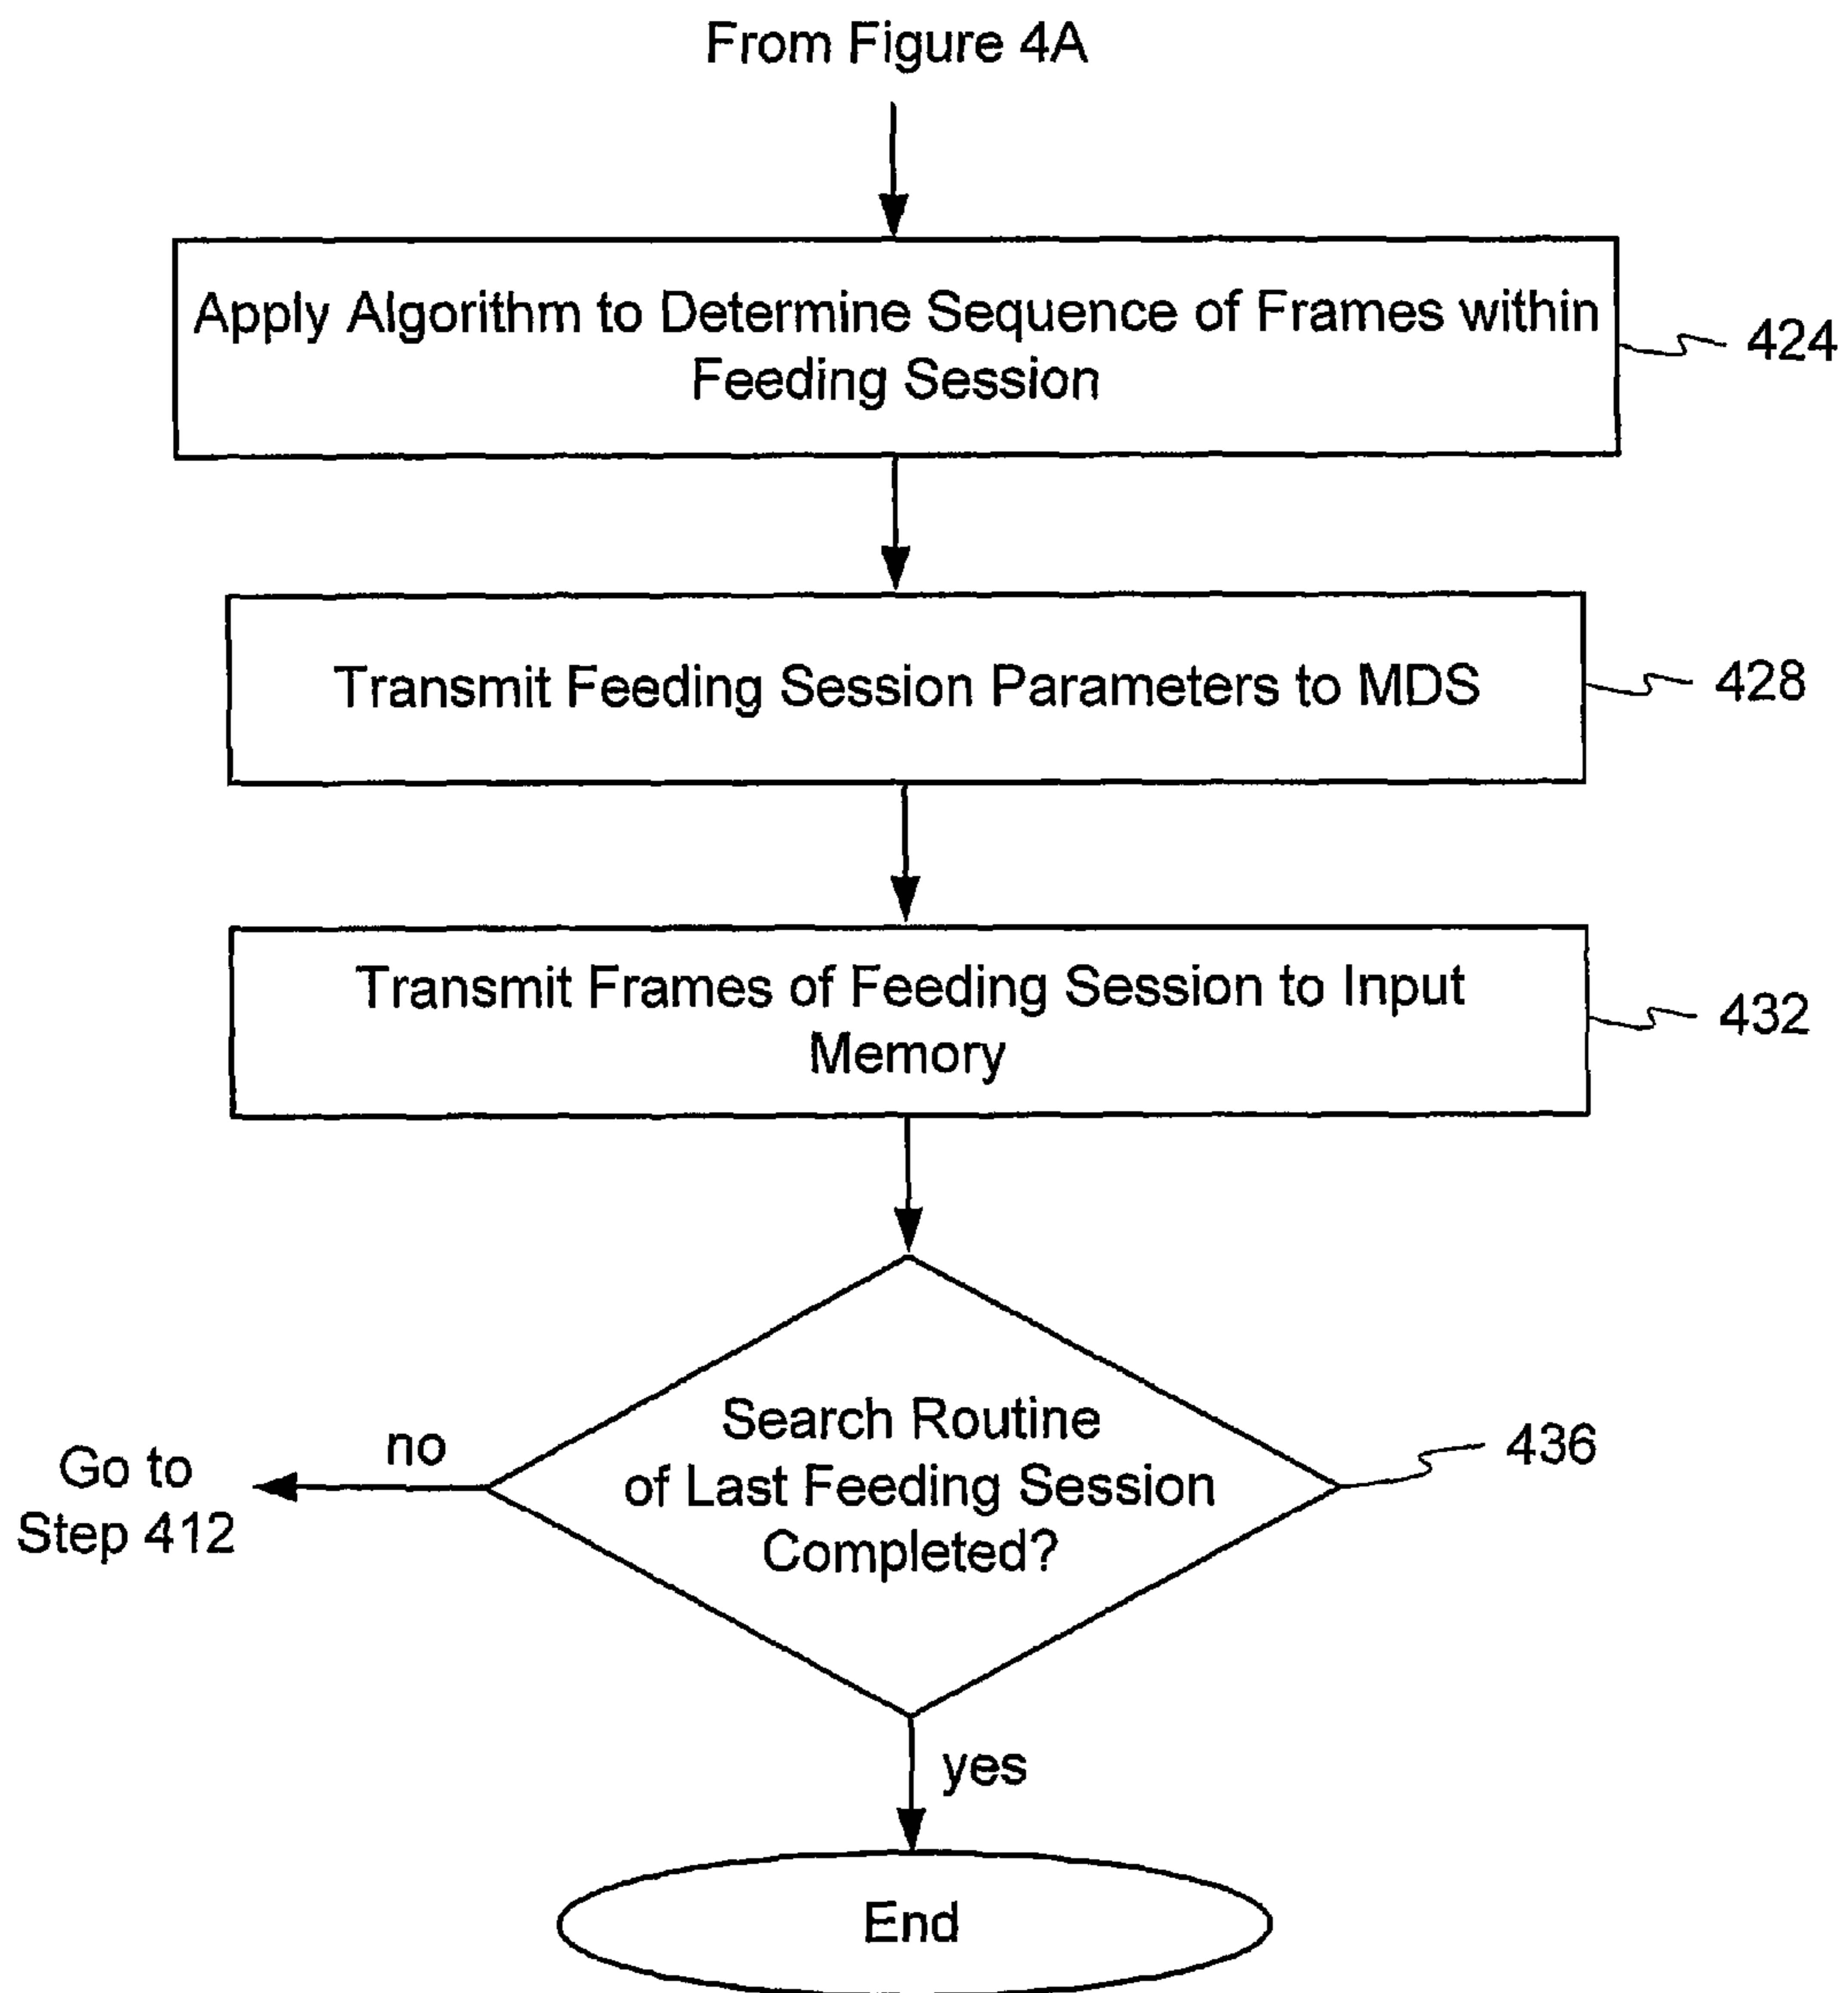 From Figure 4A
Apply Algorithm to Determine Sequence of Frames within
Feeding Session
424
Transmit Feeding Session Parameters to MDS
428
Transmit Frames of Feeding Session to Input
Memory
432
Search Routine
of Last Feeding Session
Completed?
436
no
Go to
Step 412
yes
End